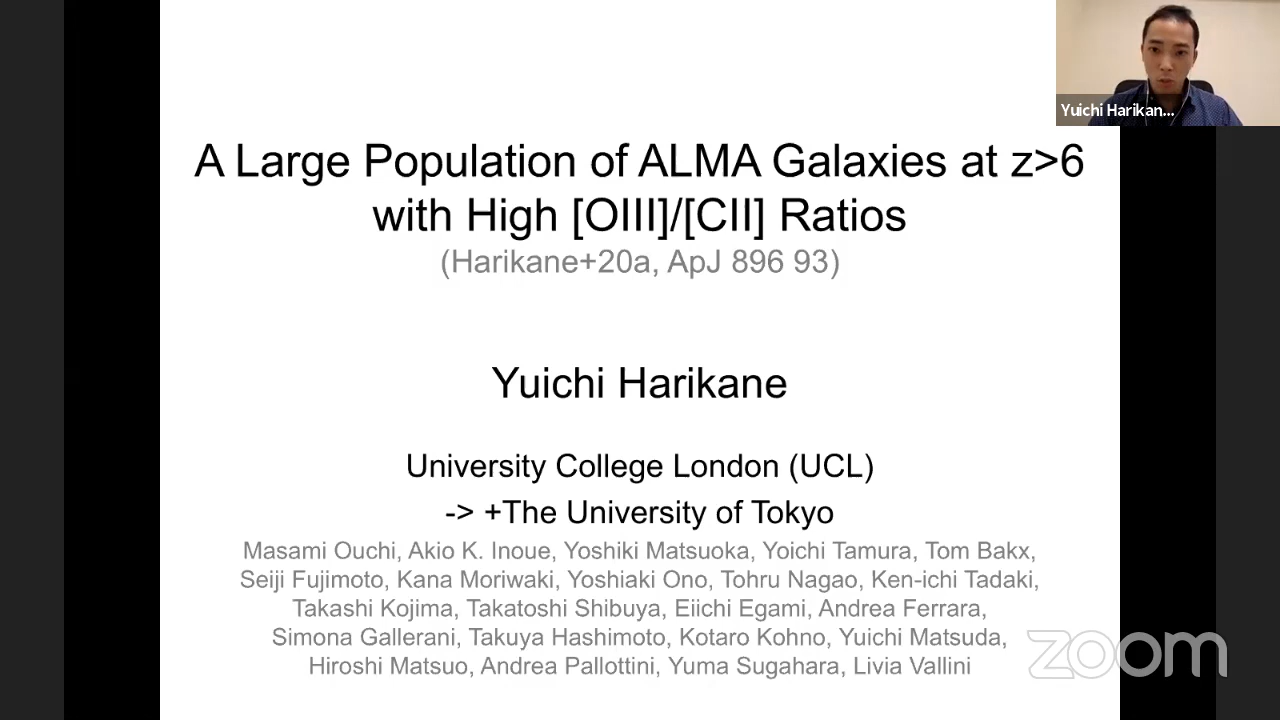 Yuichi Harikan...
A Large Population of ALMA Galaxies at z>6
with High [OIII]/[CII] Ratios
(Harikane+20a, ApJ 896 93)
Yuichi Harikane
University College London (UCL)
-> +The University of Tokyo
Masami Ouchi, Akio K. Inoue, Yoshiki Matsuoka, Yoichi Tamura, Tom Bakx,
Seiji Fujimoto, Kana Moriwaki, Yoshiaki Ono, Tohru Nagao, Ken-ichi Tadaki,
Takashi Kojima, Takatoshi Shibuya, Eiichi Egami, Andrea Ferrara,
Simona Gallerani, Takuya Hashimoto, Kotaro Kohno, Yuichi Matsuda,
Hiroshi Matsuo, Andrea Pallottini, Yuma Sugahara, Livia Vallini
zoom